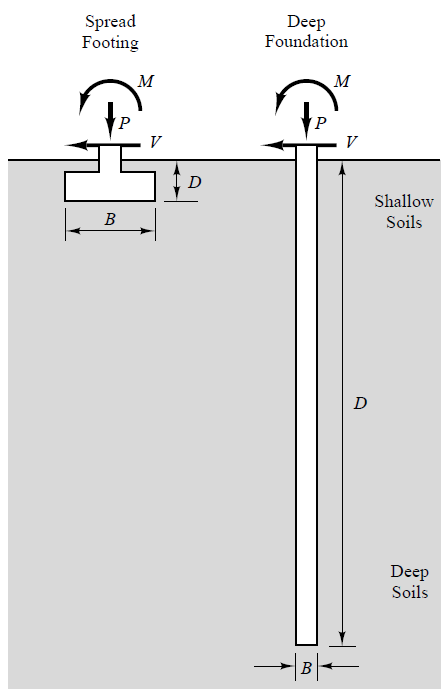 Spread
Footing
Deep
Foundation
M
M
P
P
V
V
D
B
Shallow
Soils
D
Deep
Soils
B